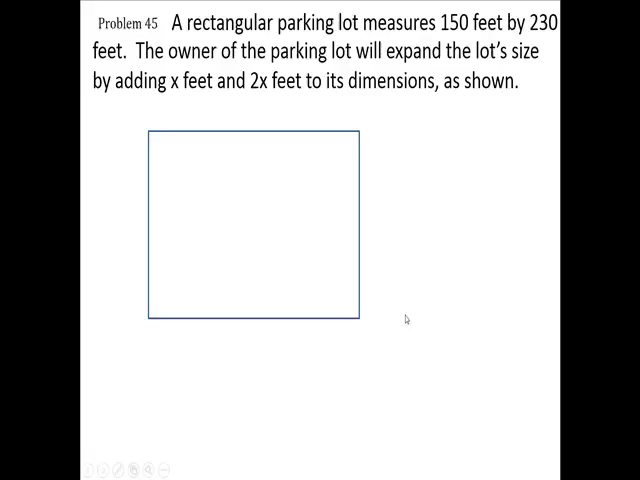 Problem 45 A rectangular parking lot measures 150 feet by 230
feet. The owner of the parking lot will expand the lot’s size
by adding x feet and 2x feet to its dimensions, as shown.